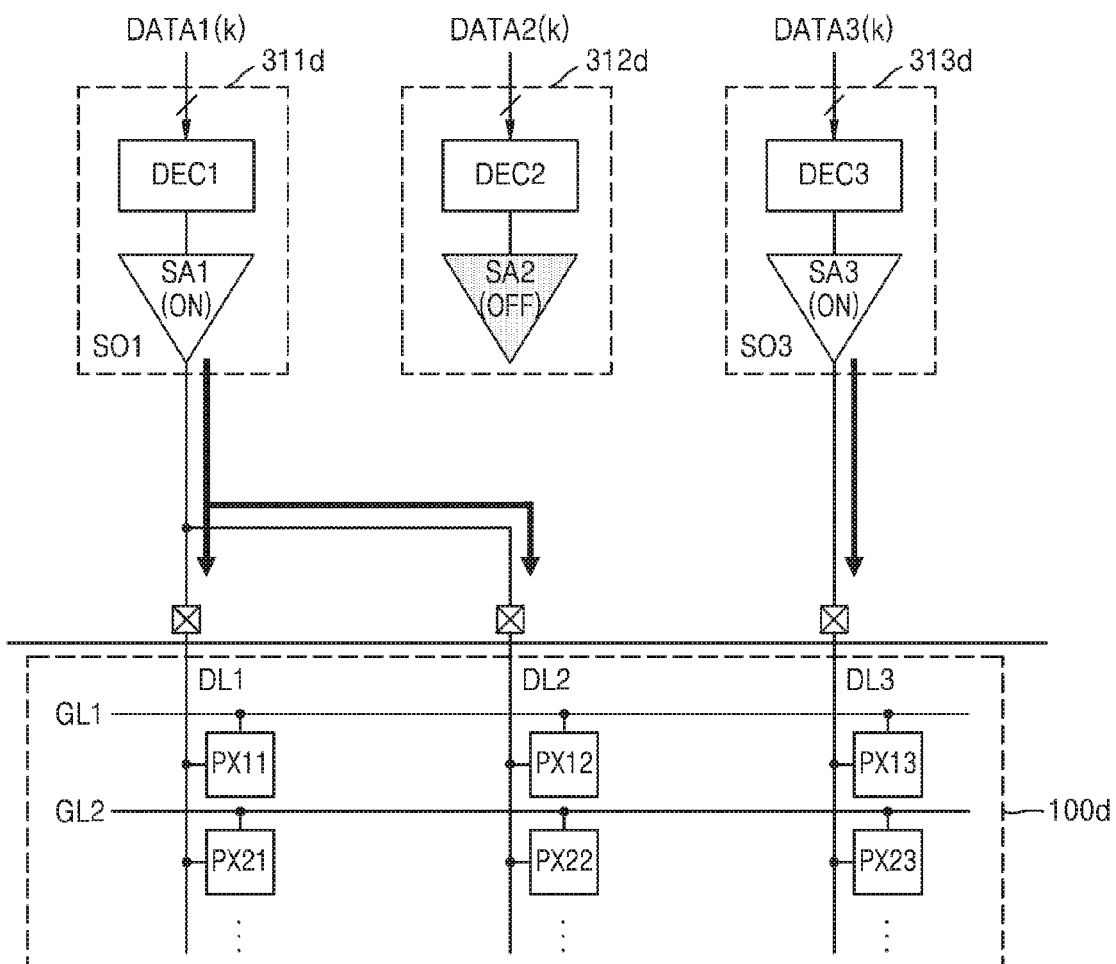 DATA1(k) DATA2(k) DATA3(k)
311d 312d 313d
DEC1 DEC2 DEC3
SA1 SA2 SA3
(ON) (OFF) (ON)
SO1 SO3
DL1 DL2 DL3
GL1
PX11 PX12 PX13
GL2
100d
PX21 PX22 PX23